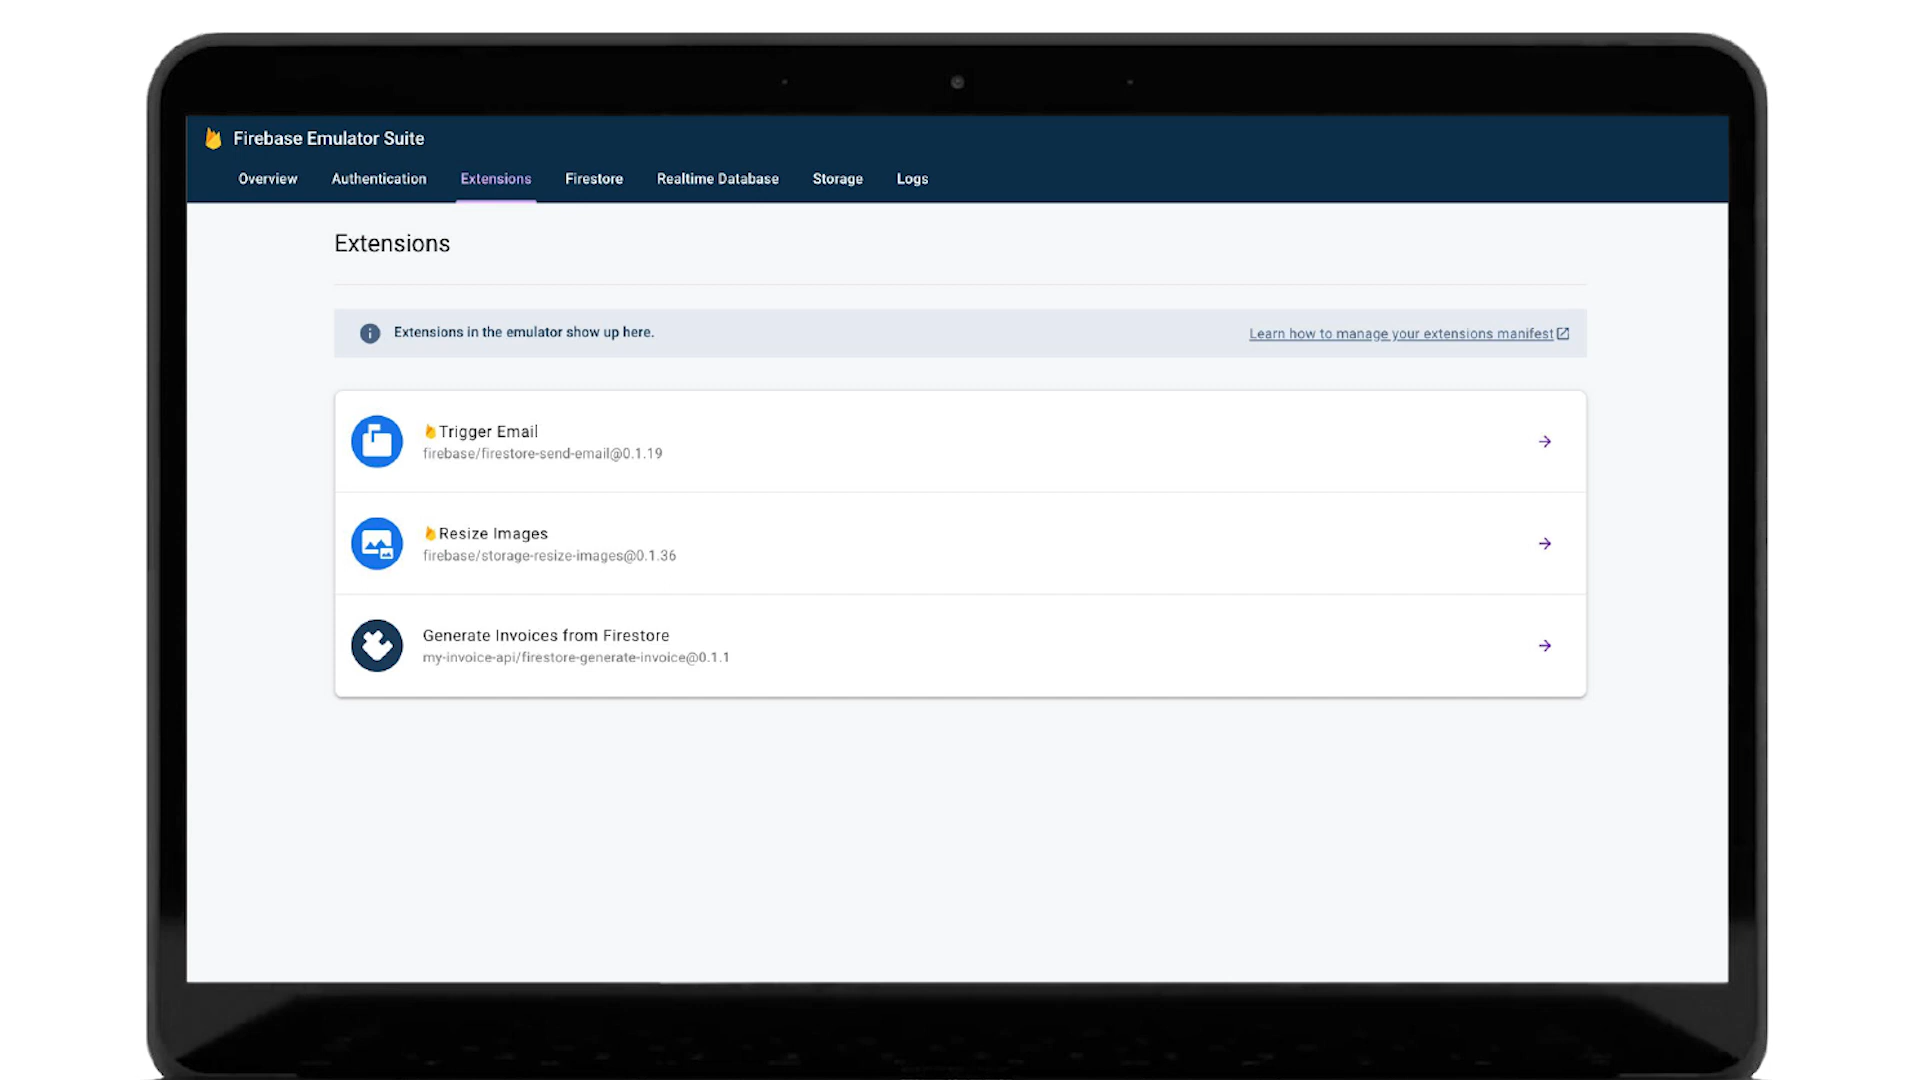 Firebase Emulator Suite
Overview Authentication Extensions Firestore Realtime Database Storage Logs
Extensions
Extensions in the emulator show up here. Learn how to manage your extensions manifest
Trigger Email
firebase/firestore-send-email@0.1.19
Resize Images
firebase/storage-resize-images@0.1.36
Generate Invoices from Firestore
my-invoice-api/firestore-generate-invoice@0.1.1